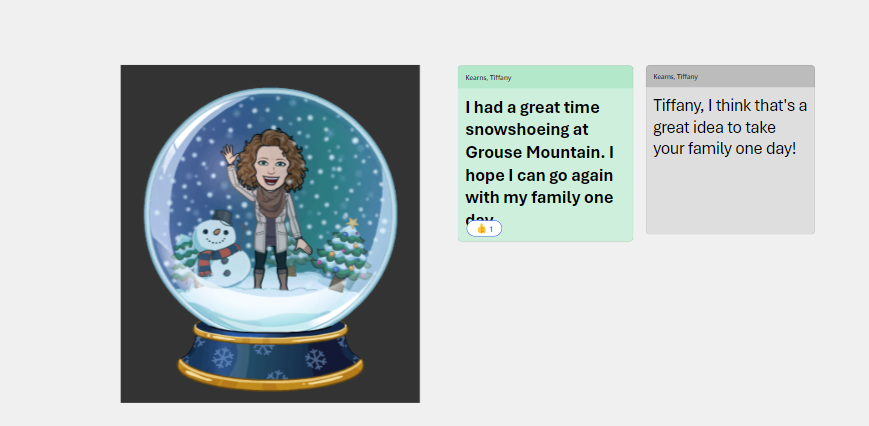 Kearns, Tiffany
I had a great time
snowshoeing at
Grouse Mountain. I
hope I can go again
with my family one
day.
👍 1
Kearns, Tiffany
Tiffany, I think that's a
great idea to take
your family one day!